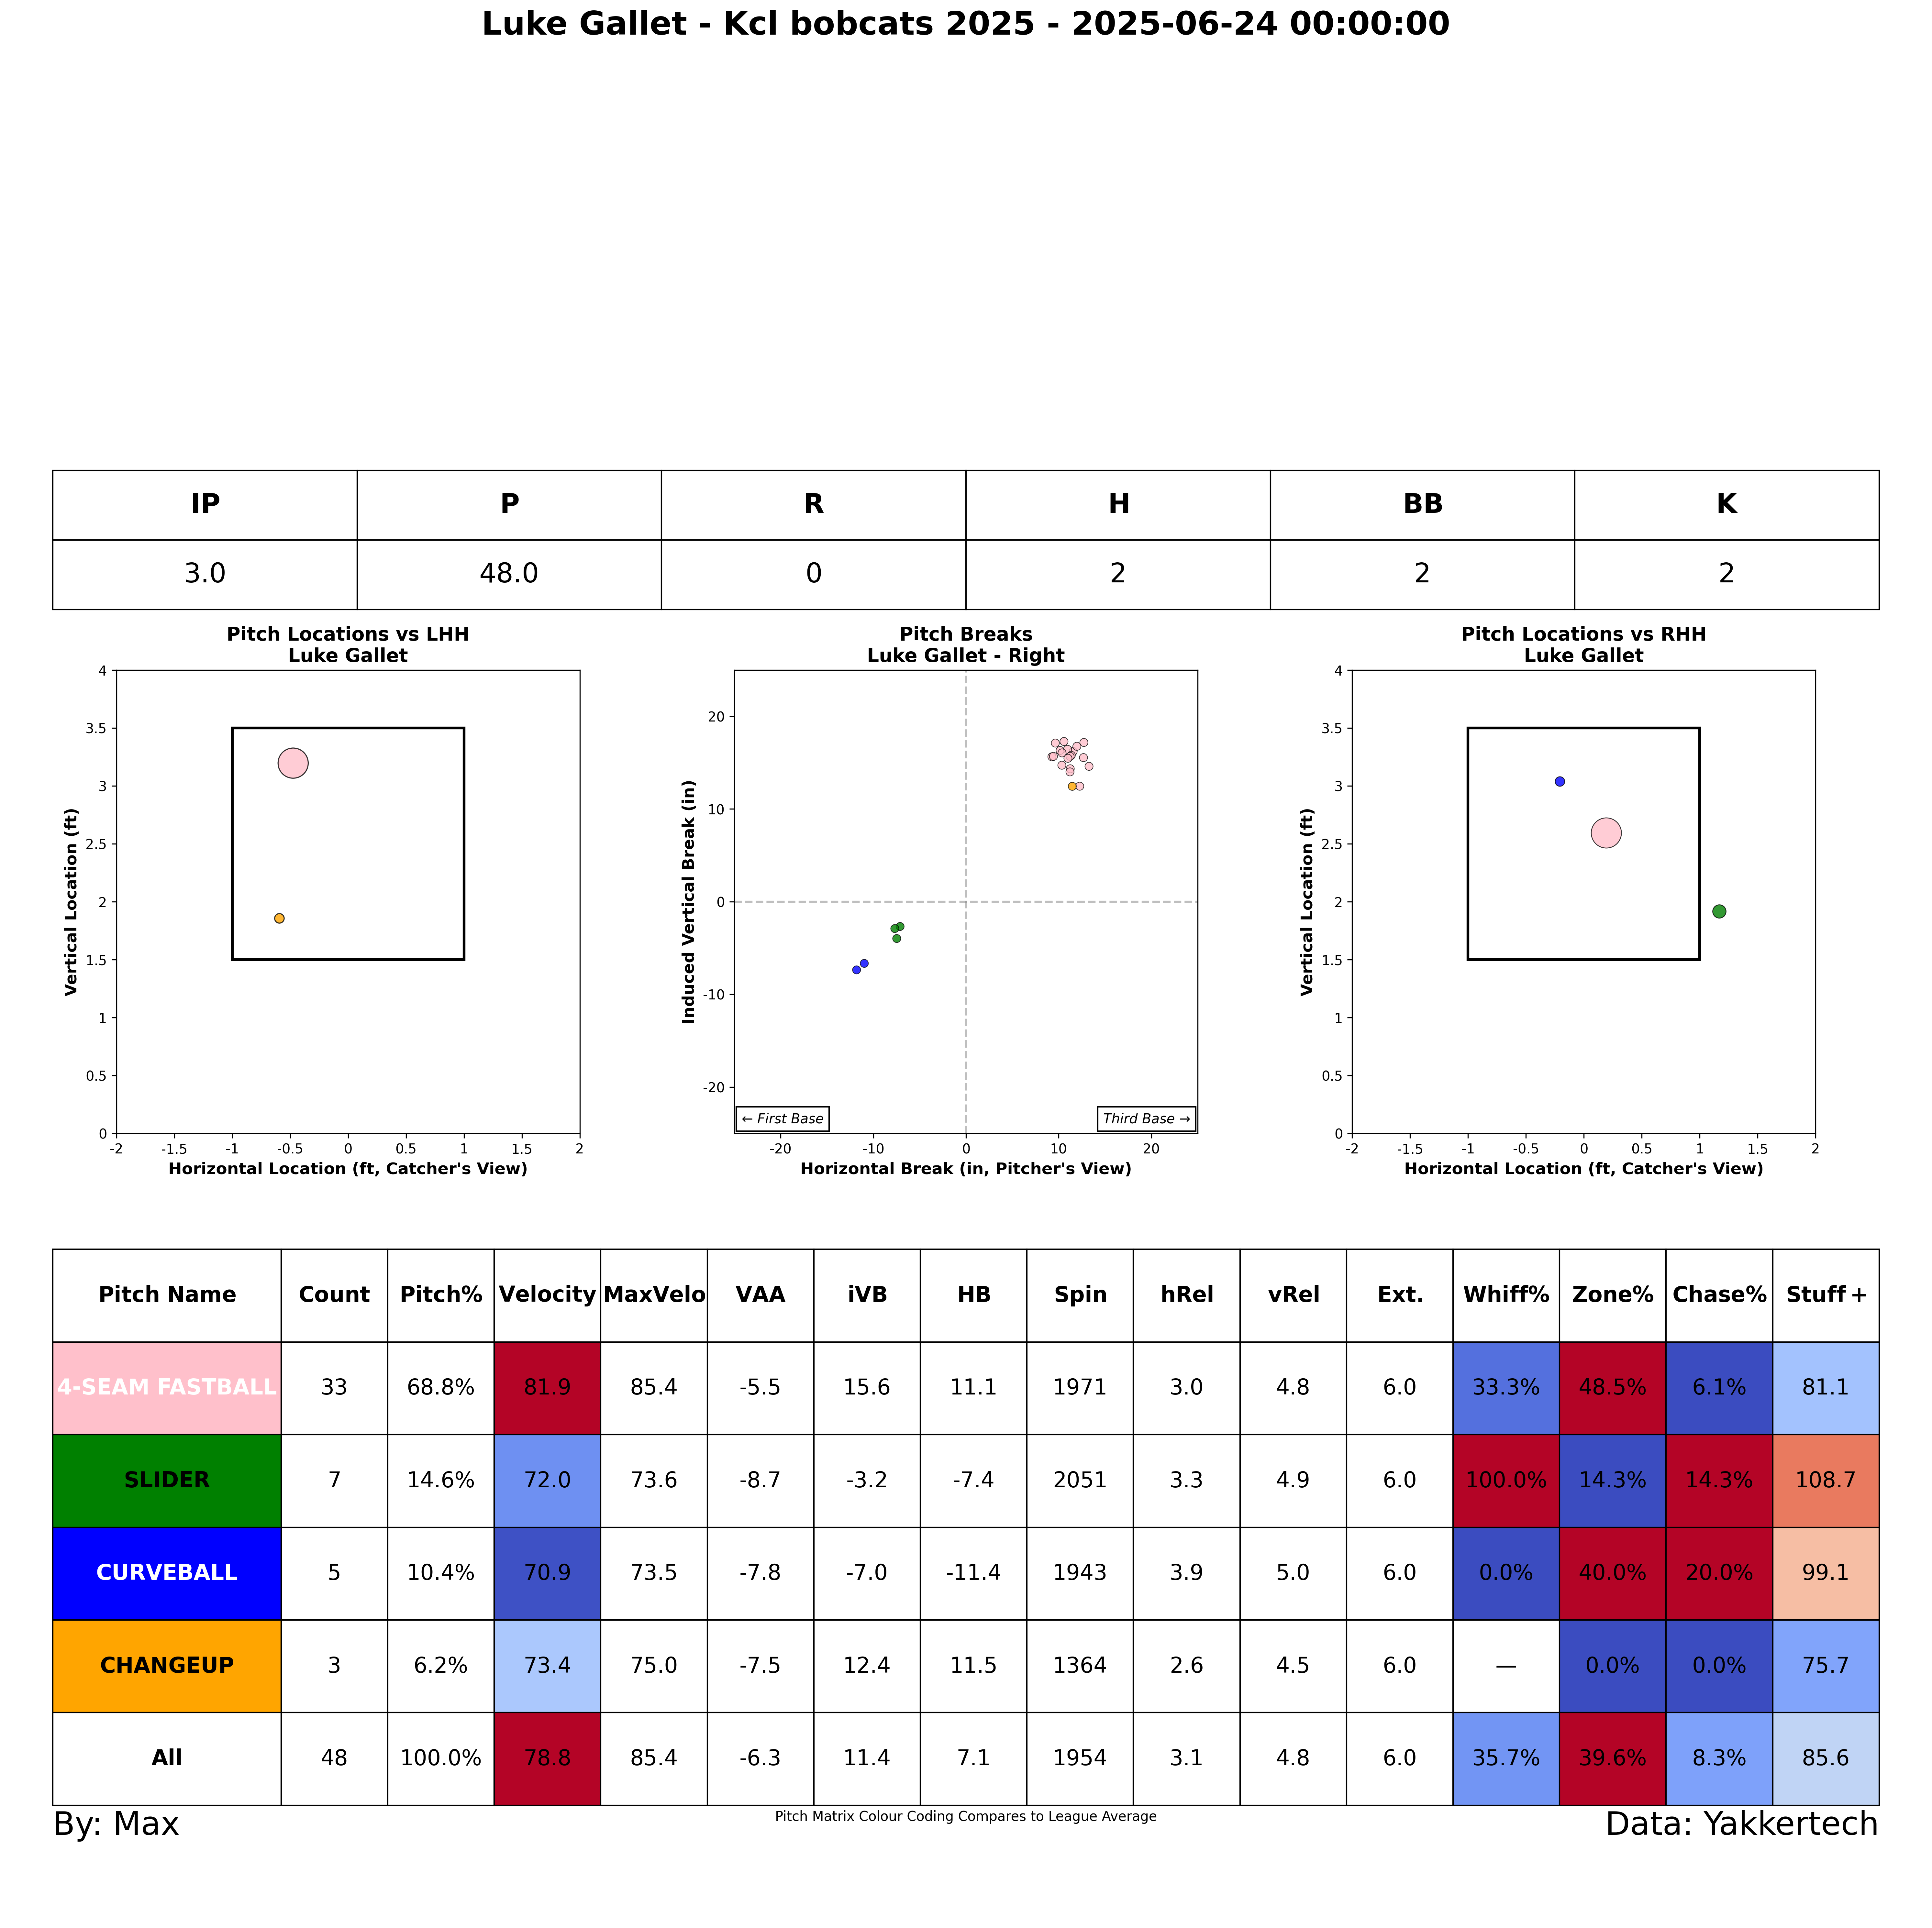 Luke Gallet - Kcl bobcats 2025 - 2025-06-24 00:00:00
IP P R H BB K
3.0 48.0 0 2 2 2
Pitch Locations vs LHH
Luke Gallet
4
3.5
3
2.5
2
1.5
1
0.5
0
-2 -1.5 -1 -0.5 0 0.5 1 1.5 2
Vertical Location (ft)
Horizontal Location (ft, Catcher's View)
Pitch Breaks
Luke Gallet - Right
20
10
0
-10
-20
← First Base Third Base →
-20 -10 0 10 20
Induced Vertical Break (in)
Horizontal Break (in, Pitcher's View)
Pitch Locations vs RHH
Luke Gallet
4
3.5
3
2.5
2
1.5
1
0.5
0
-2 -1.5 -1 -0.5 0 0.5 1 1.5 2
Vertical Location (ft)
Horizontal Location (ft, Catcher's View)
Pitch Name Count Pitch% Velocity MaxVelo VAA iVB HB Spin hRel vRel Ext. Whiff% Zone% Chase% Stuff+
4-SEAM FASTBALL 33 68.8% 81.9 85.4 -5.5 15.6 11.1 1971 3.0 4.8 6.0 33.3% 48.5% 6.1% 81.1
SLIDER 7 14.6% 72.0 73.6 -8.7 -3.2 -7.4 2051 3.3 4.9 6.0 100.0% 14.3% 14.3% 108.7
CURVEBALL 5 10.4% 70.9 73.5 -7.8 -7.0 -11.4 1943 3.9 5.0 6.0 0.0% 40.0% 20.0% 99.1
CHANGEUP 3 6.2% 73.4 75.0 -7.5 12.4 11.5 1364 2.6 4.5 6.0 — 0.0% 0.0% 75.7
All 48 100.0% 78.8 85.4 -6.3 11.4 7.1 1954 3.1 4.8 6.0 35.7% 39.6% 8.3% 85.6
By: Max
Pitch Matrix Colour Coding Compares to League Average
Data: Yakkertech